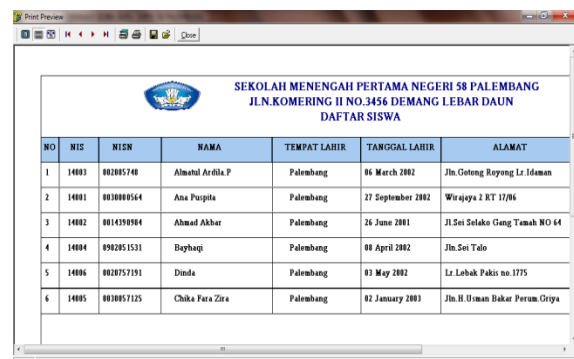 Print Preview
Close
SEKOLAH MENENGAH PERTAMA NEGERI 58 PALEMBANG
JLN.KOMERING II NO.3456 DEMANG LEBAR DAUN
DAFTAR SISWA
NO NIS NISN NAMA TEMPAT LAHIR TANGGAL LAHIR ALAMAT
1 14003 002005740 Almatul Ardila.P Palembang 06 March 2002 Jln.Gotong Royong Lr.Idaman
2 14001 0030000564 Ana Puspita Palembang 27 September 2002 Wirajaya 2 RT 17/06
3 14002 0014390984 Ahmad Akbar Palembang 26 June 2001 Jl.Sei Selako Gang Tamah NO 64
4 14004 0902051531 Bayhaqi Palembang 08 April 2002 Jln.Sei Talo
5 14006 0020757191 Dinda Palembang 03 May 2002 Lr.Lebak Pakis no.1775
6 14005 0030057125 Chika Fara Zira Palembang 02 January 2003 Jln.H.Usman Bakar Perum.Griya